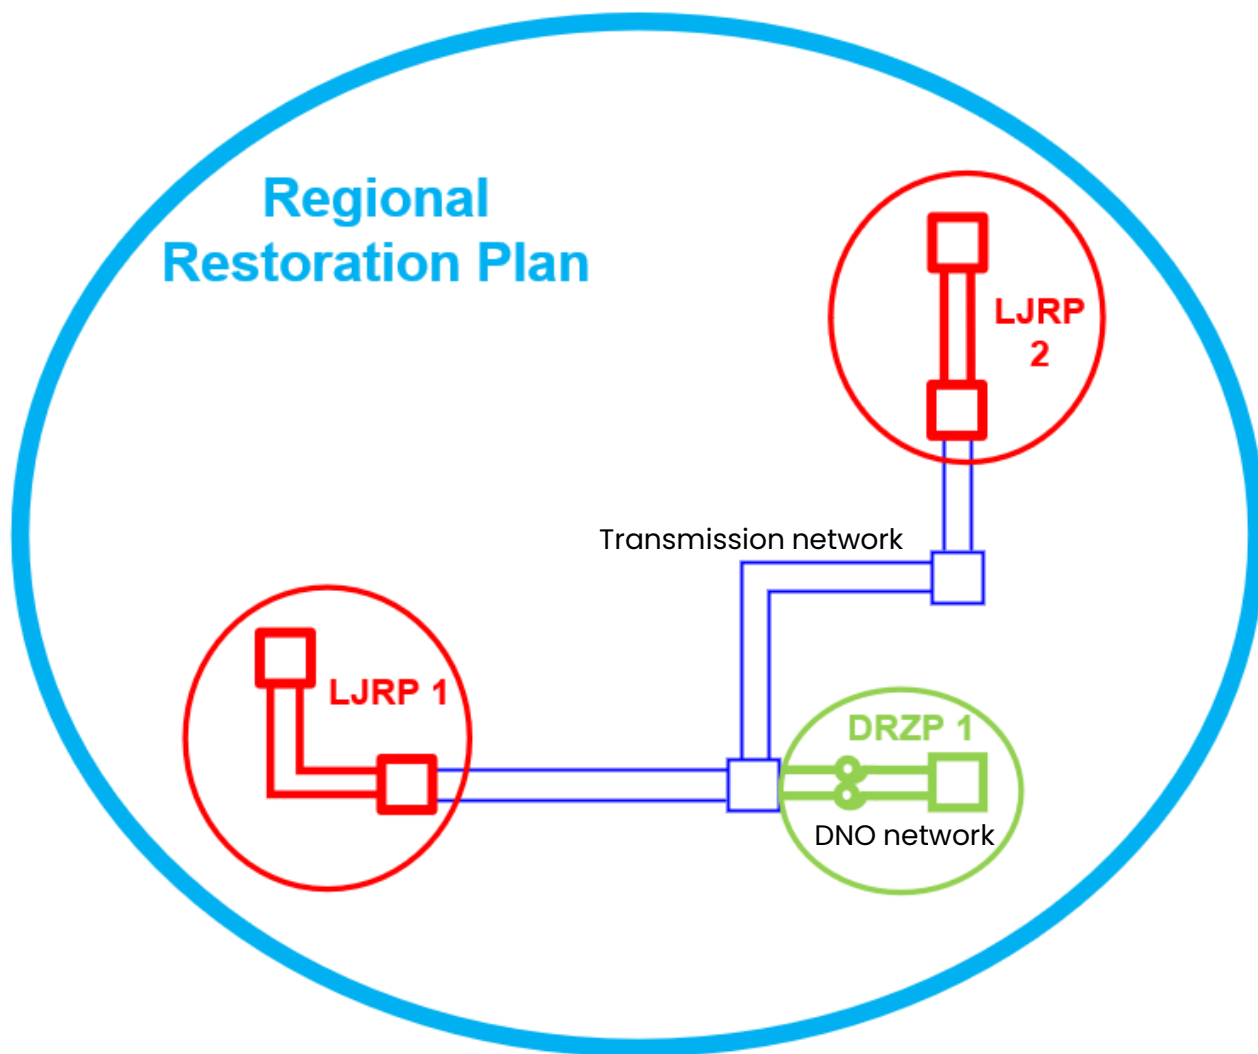 Regional
Restoration Plan
LJRP
2
Transmission network
LJRP 1
DRZP 1
DNO network